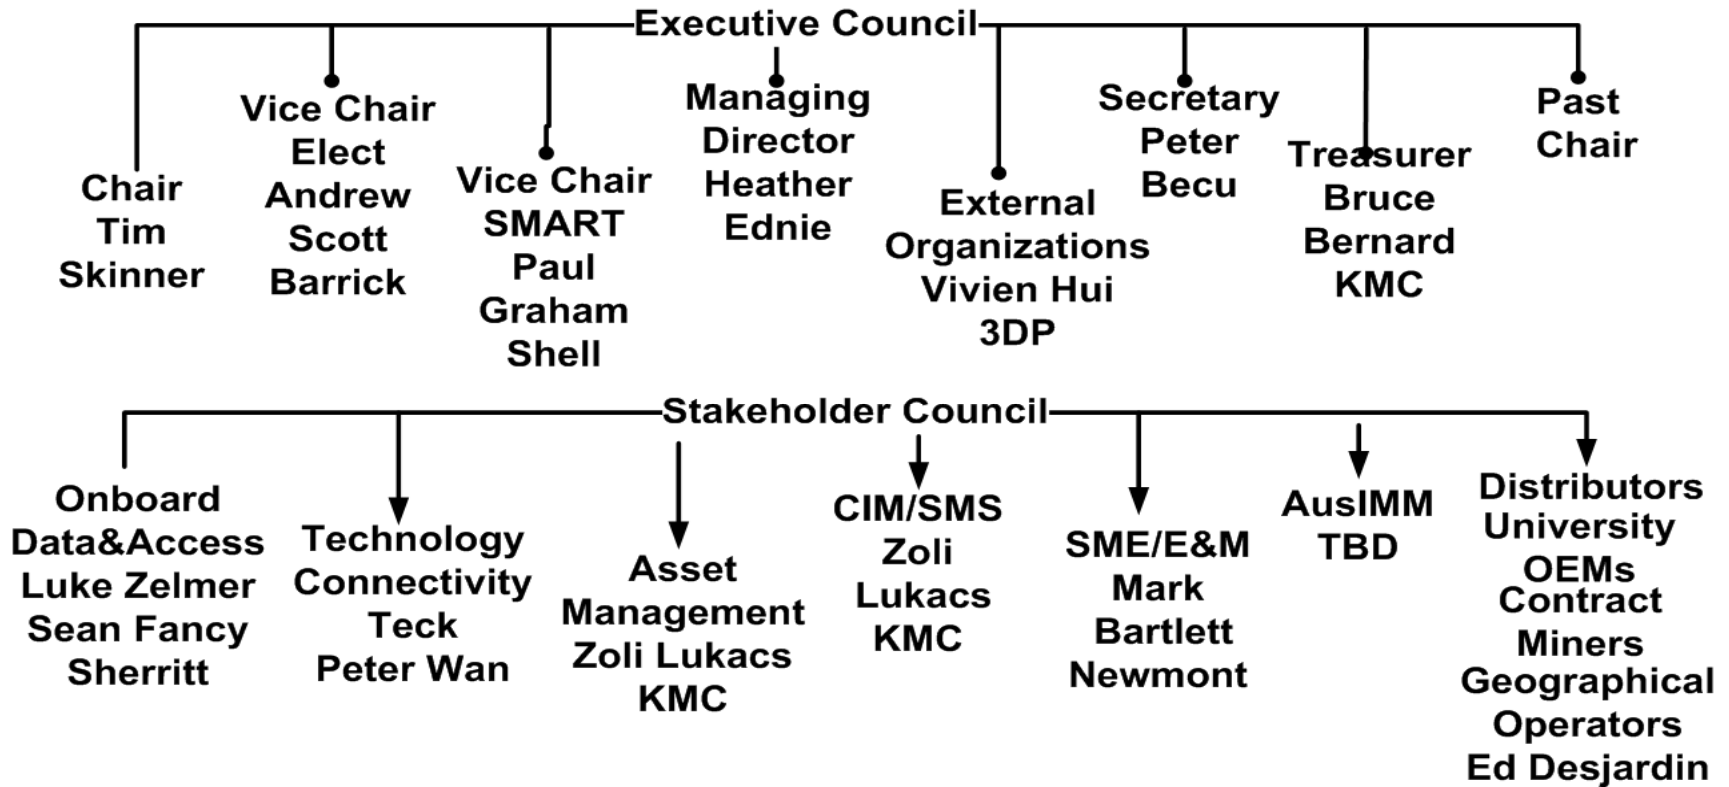 Executive Council
Chair
Tim
Skinner
Vice Chair
Elect
Andrew
Scott
Barrick
Vice Chair
SMART
Paul
Graham
Shell
Managing
Director
Heather
Ednie
External
Organizations
Vivien Hui
3DP
Secretary
Peter
Becu
Treasurer
Bruce
Bernard
KMC
Past
Chair
Stakeholder Council
Onboard
Data&Access
Luke Zelmer
Sean Fancy
Sherritt
Technology
Connectivity
Teck
Peter Wan
Asset
Management
Zoli Lukacs
KMC
CIM/SMS
Zoli
Lukacs
KMC
SME/E&M
Mark
Bartlett
Newmont
AusIMM
TBD
Distributors
University
OEMs
Contract
Miners
Geographical
Operators
Ed Desjardin